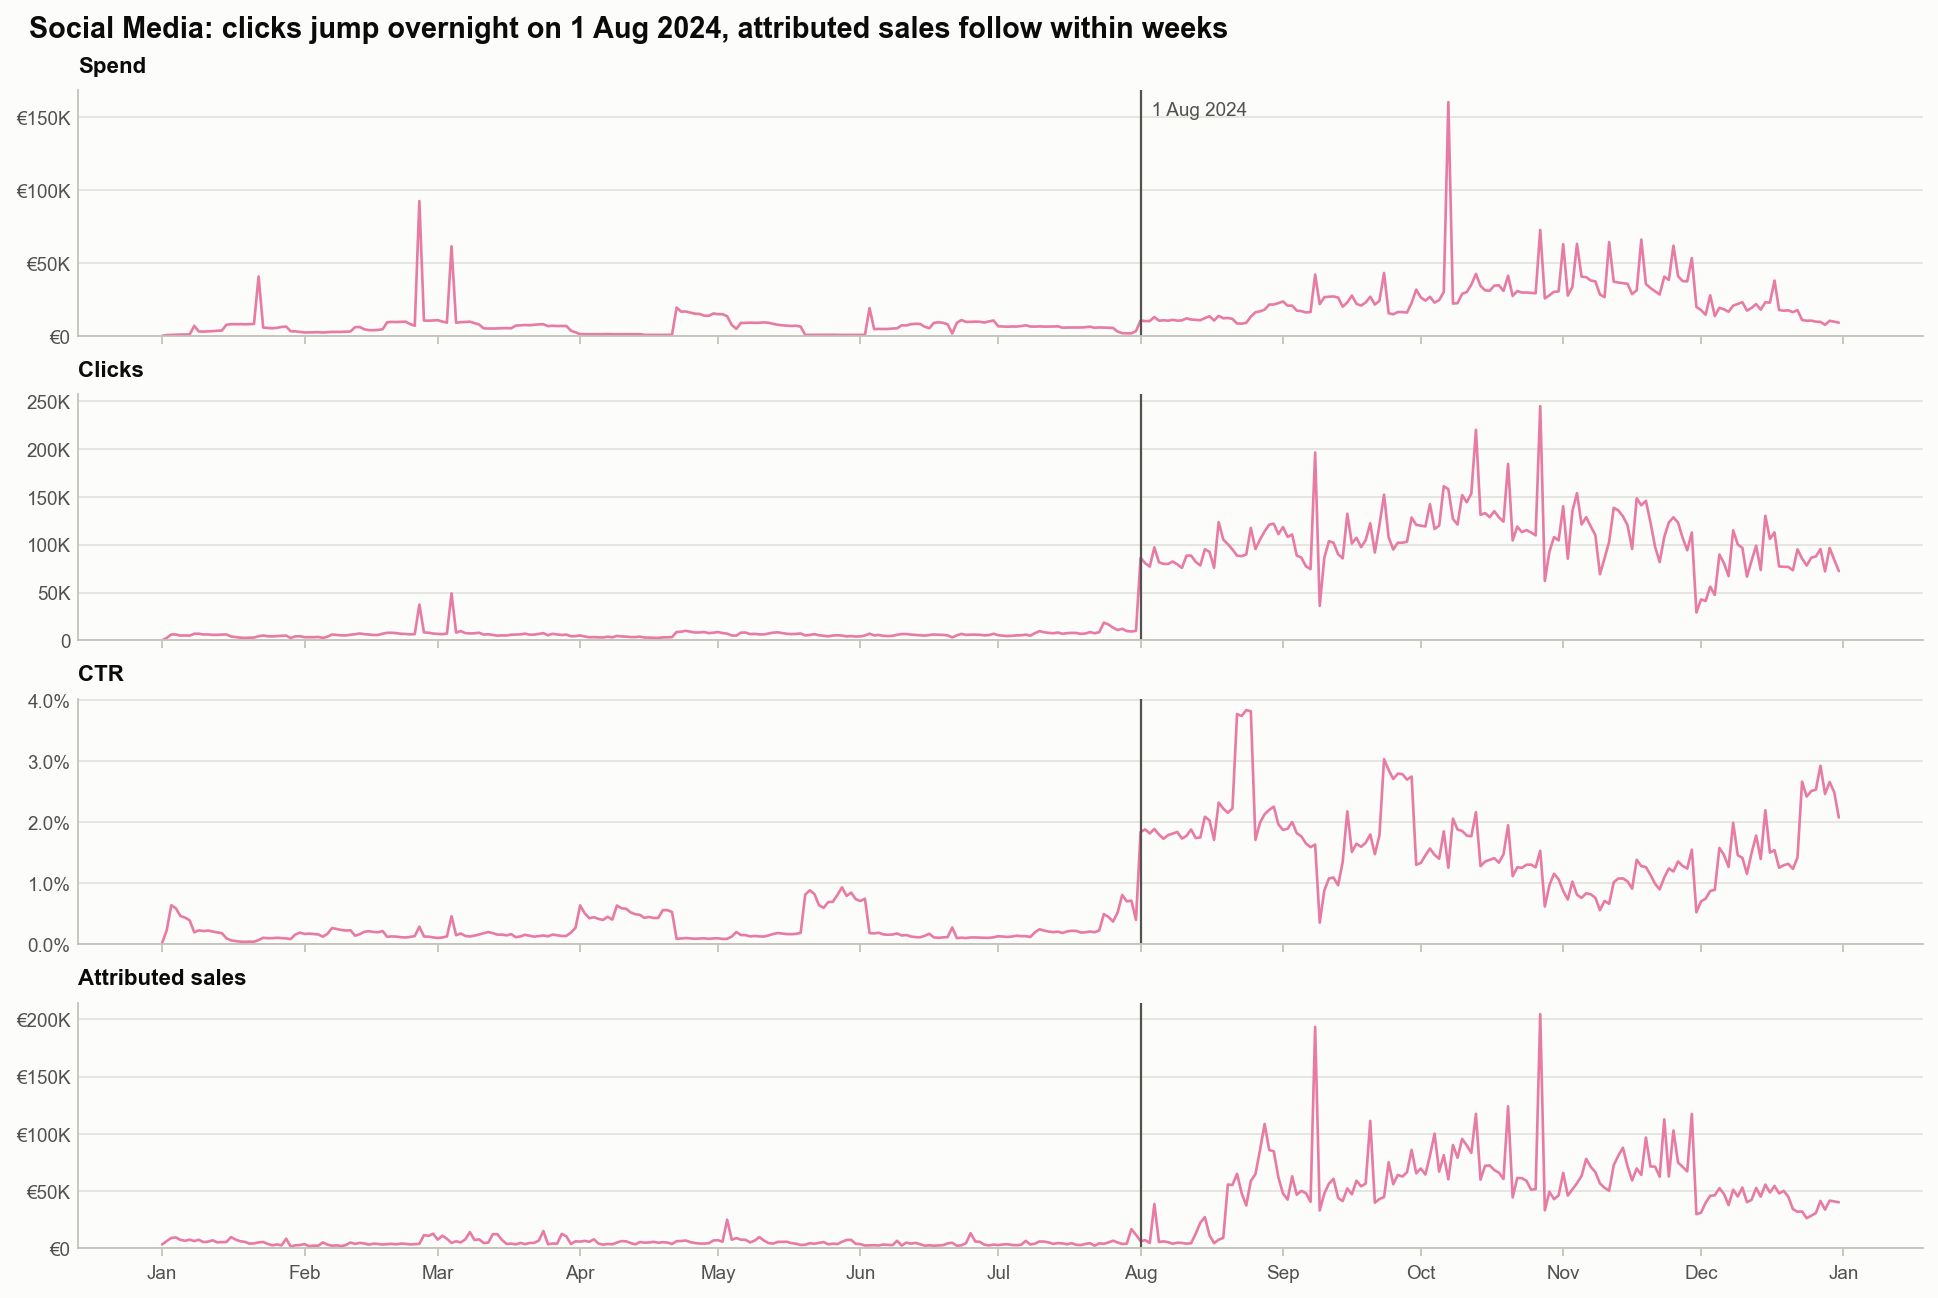 Social Media: clicks jump overnight on 1 Aug 2024, attributed sales follow within weeks
Spend
€150K
€100K
€50K
€0
1 Aug 2024
Clicks
250K
200K
150K
100K
50K
0
CTR
4.0%
3.0%
2.0%
1.0%
0.0%
Attributed sales
€200K
€150K
€100K
€50K
€0
Jan Feb Mar Apr May Jun Jul Aug Sep Oct Nov Dec Jan